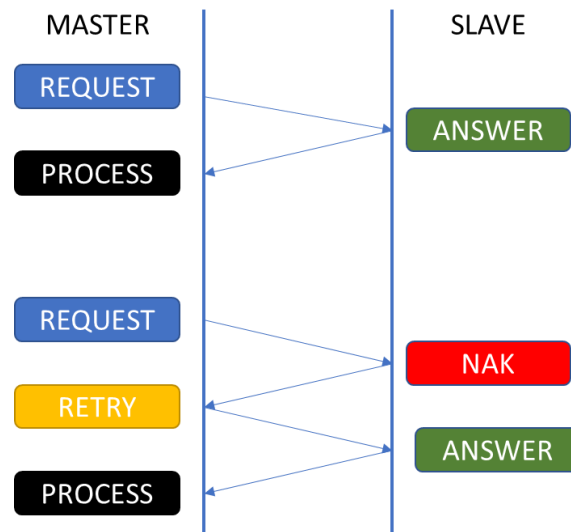 MASTER
SLAVE
REQUEST
ANSWER
PROCESS
REQUEST
NAK
RETRY
ANSWER
PROCESS